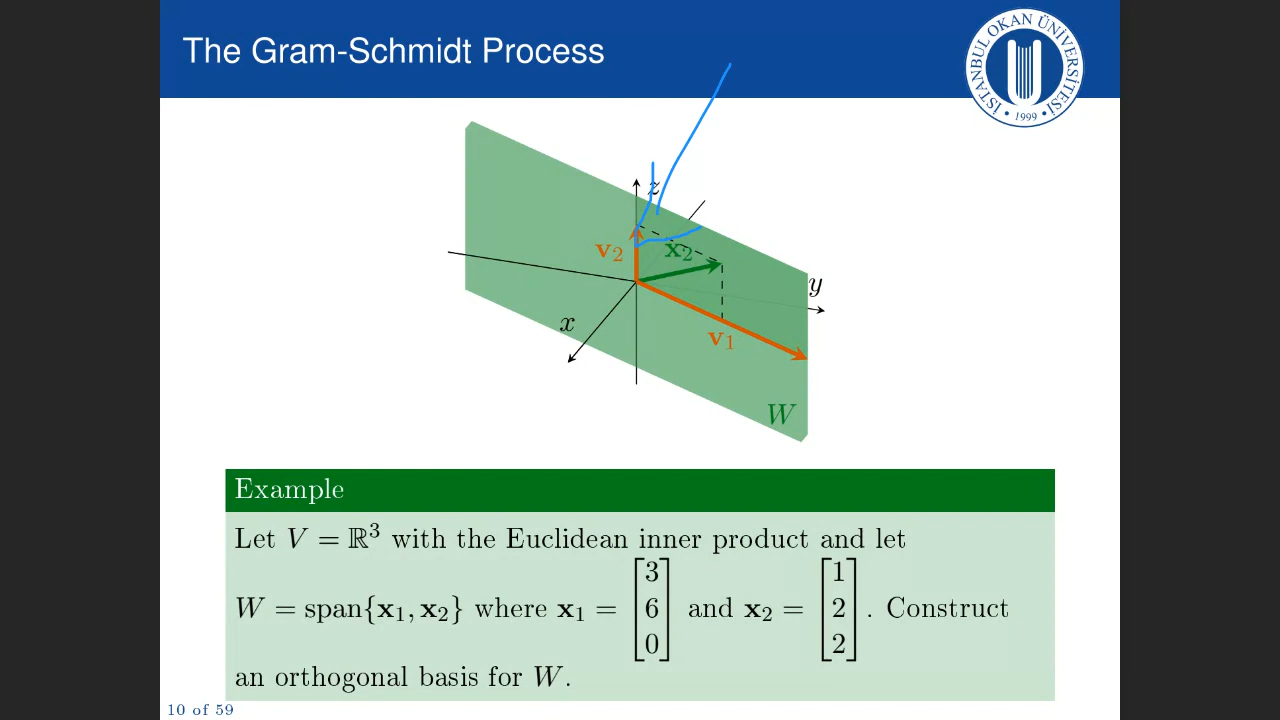 The Gram-Schmidt Process
İSTANBUL OKAN ÜNİVERSİTESİ
• 1999 •
z
v₂
x₂
y
x
v₁
W
Example
Let V = ℝ³ with the Euclidean inner product and let
W = span{x₁, x₂} where x₁ = [3 6 0] and x₂ = [1 2 2]. Construct
an orthogonal basis for W.
10 of 59